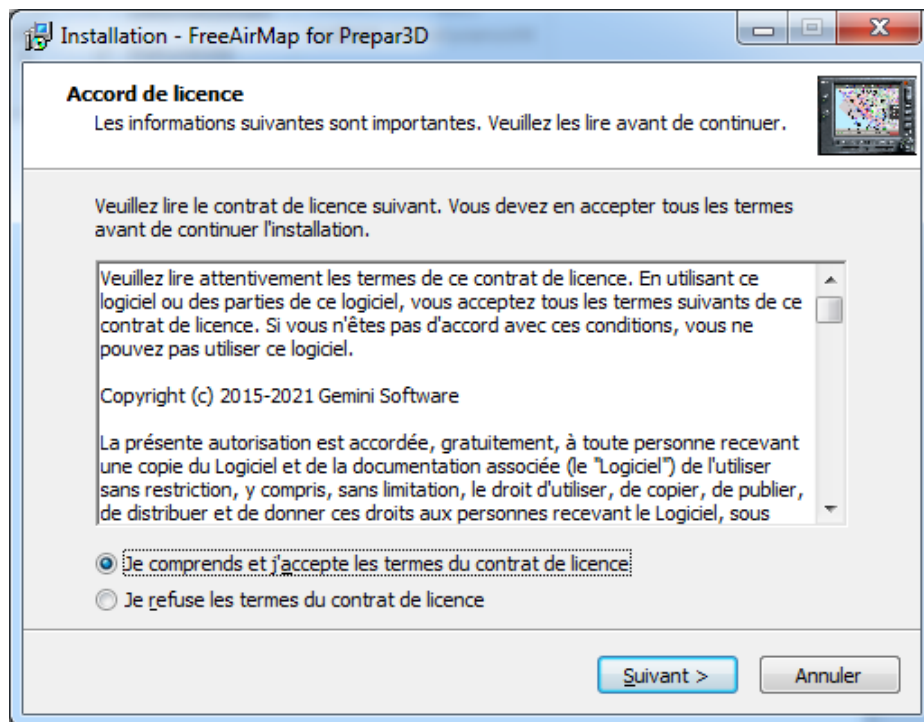 Installation - FreeAirMap for Prepar3D
Accord de licence
Les informations suivantes sont importantes. Veuillez les lire avant de continuer.
Veuillez lire le contrat de licence suivant. Vous devez en accepter tous les termes
avant de continuer l'installation.
Veuillez lire attentivement les termes de ce contrat de licence. En utilisant ce
logiciel ou des parties de ce logiciel, vous acceptez tous les termes suivants de ce
contrat de licence. Si vous n'êtes pas d'accord avec ces conditions, vous ne
pouvez pas utiliser ce logiciel.
Copyright (c) 2015-2021 Gemini Software
La présente autorisation est accordée, gratuitement, à toute personne recevant
une copie du Logiciel et de la documentation associée (le "Logiciel") de l'utiliser
sans restriction, y compris, sans limitation, le droit d'utiliser, de copier, de publier,
de distribuer et de donner ces droits aux personnes recevant le Logiciel, sous
Je comprends et j'accepte les termes du contrat de licence
Je refuse les termes du contrat de licence
Suivant >
Annuler